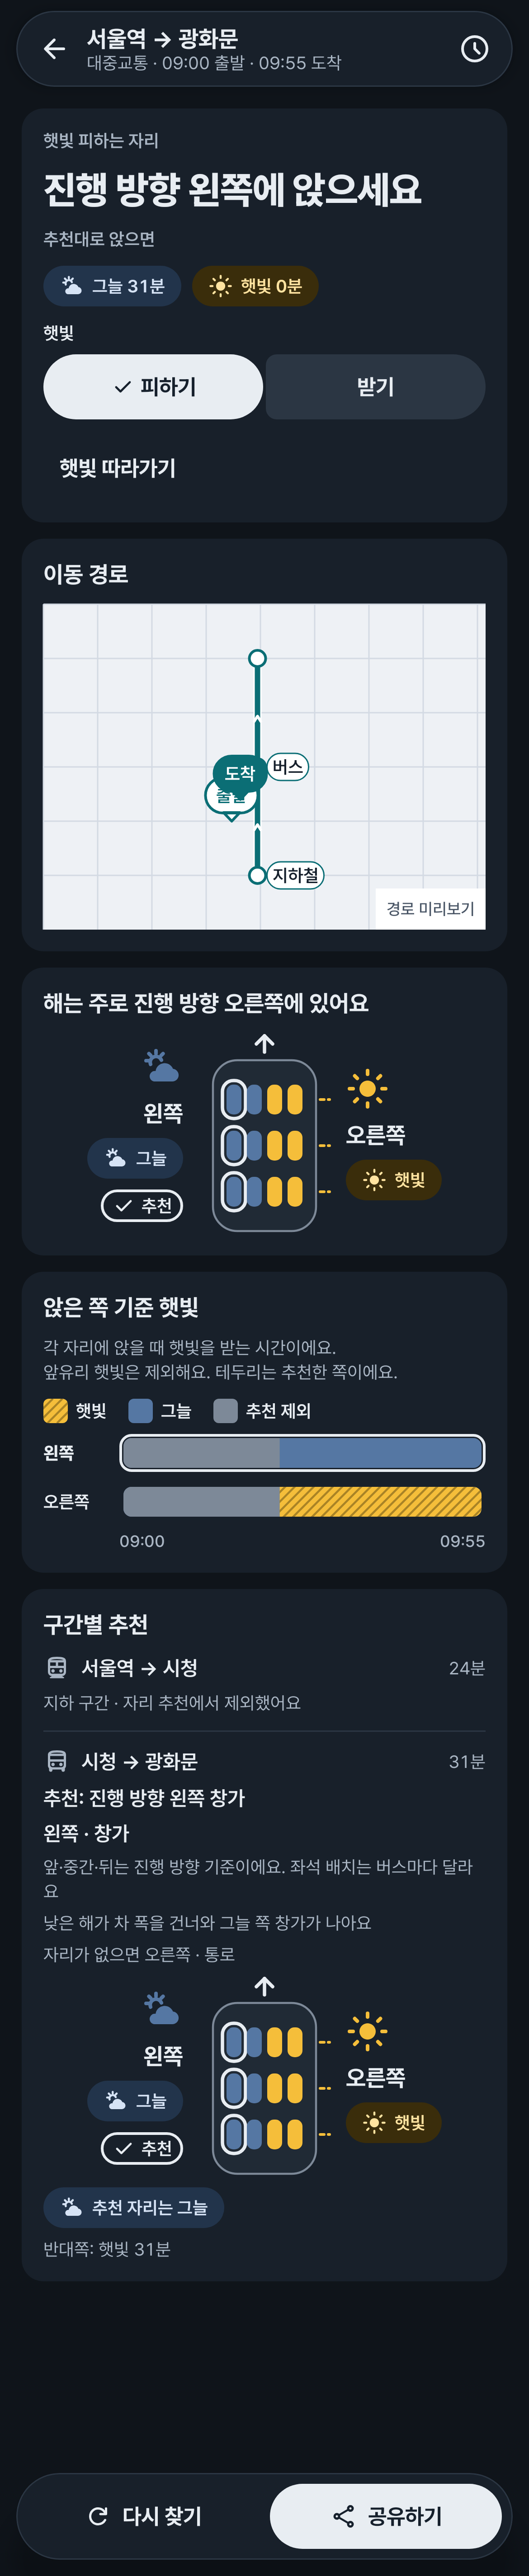 서울역 → 광화문
대중교통 · 09:00 출발 · 09:55 도착
햇빛 피하는 자리
진행 방향 왼쪽에 앉으세요
추천대로 앉으면
그늘 31분
햇빛 0분
햇빛
피하기
받기
햇빛 따라가기
이동 경로
버스
도착
출발
지하철
경로 미리보기
해는 주로 진행 방향 오른쪽에 있어요
왼쪽
그늘
추천
오른쪽
햇빛
앉은 쪽 기준 햇빛
각 자리에 앉을 때 햇빛을 받는 시간이에요.
앞유리 햇빛은 제외해요. 테두리는 추천한 쪽이에요.
햇빛 그늘 추천 제외
왼쪽
오른쪽
09:00 09:55
구간별 추천
서울역 → 시청 24분
지하 구간 · 자리 추천에서 제외했어요
시청 → 광화문 31분
추천: 진행 방향 왼쪽 창가
왼쪽 · 창가
앞·중간·뒤는 진행 방향 기준이에요. 좌석 배치는 버스마다 달라
요
낮은 해가 차 폭을 건너와 그늘 쪽 창가가 나아요
자리가 없으면 오른쪽 · 통로
왼쪽
그늘
추천
오른쪽
햇빛
추천 자리는 그늘
반대쪽: 햇빛 31분
다시 찾기
공유하기